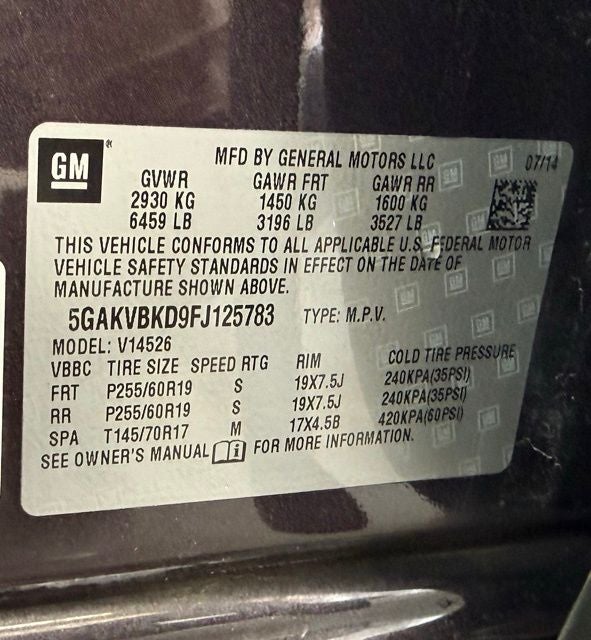 GM
MFD BY GENERAL MOTORS LLC 07/14
GVWR GAWR FRT GAWR RR
2930 KG 1450 KG 1600 KG
6459 LB 3196 LB 3527 LB
THIS VEHICLE CONFORMS TO ALL APPLICABLE U.S. FEDERAL MOTOR
VEHICLE SAFETY STANDARDS IN EFFECT ON THE DATE OF
MANUFACTURE SHOWN ABOVE.
5GAKVBKD9FJ125783 TYPE: M.P.V.
MODEL: V14526
VBBC TIRE SIZE SPEED RTG RIM COLD TIRE PRESSURE
FRT P255/60R19 S 19X7.5J 240KPA(35PSI)
RR P255/60R19 S 19X7.5J 240KPA(35PSI)
SPA T145/70R17 M 17X4.5B 420KPA(60PSI)
SEE OWNER'S MANUAL i FOR MORE INFORMATION.